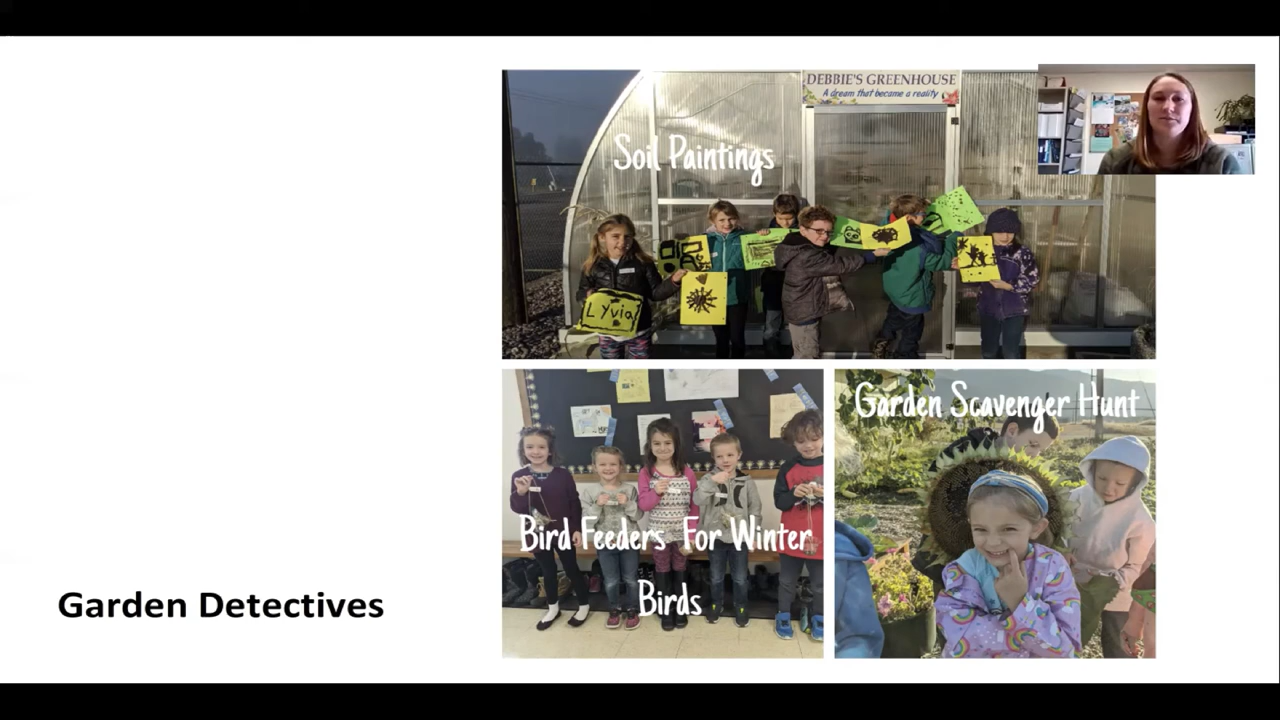 DEBBIE'S GREENHOUSE
A dream that became a reality
Soil Paintings
Lyvia
Garden Scavenger Hunt
Bird Feeders For Winter
Birds
Garden Detectives